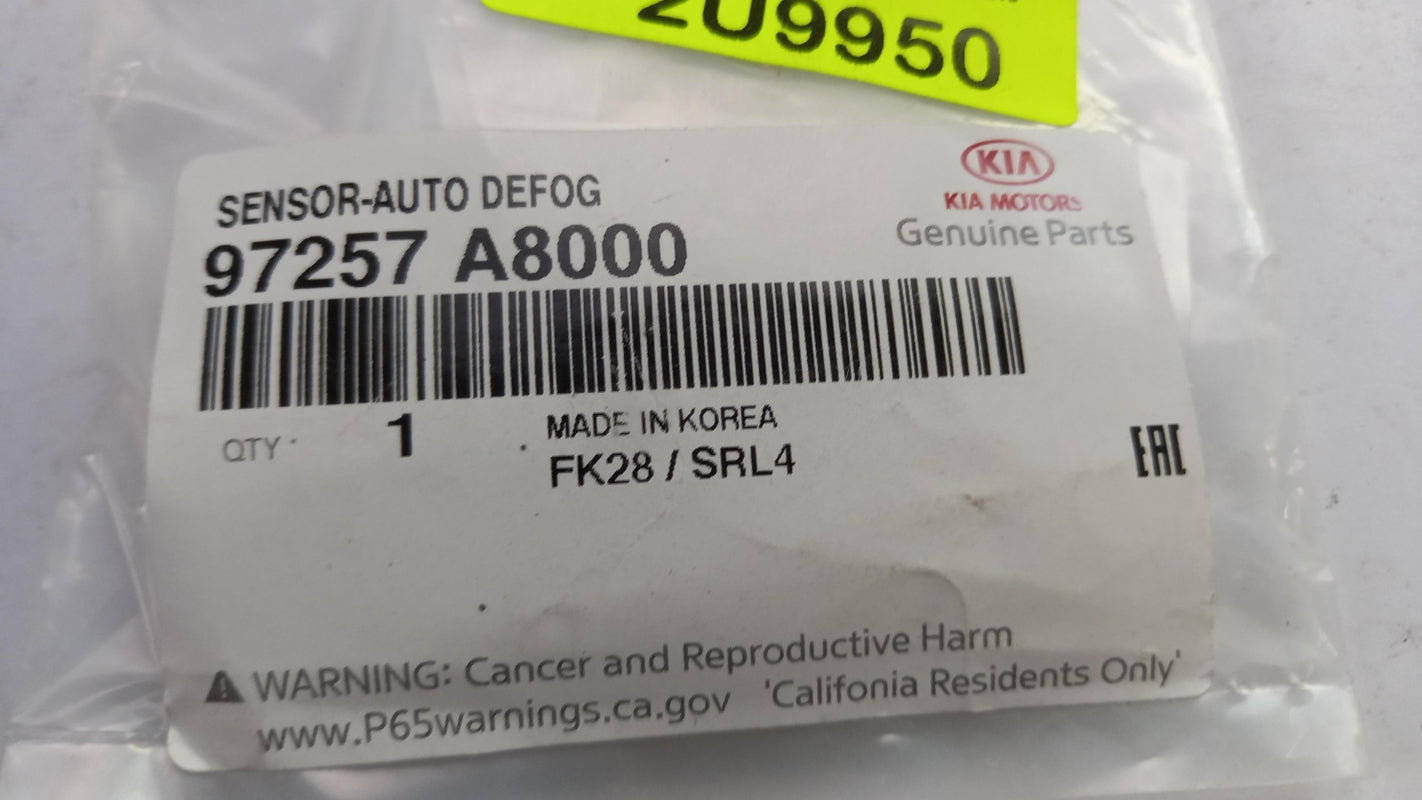 209950
SENSOR-AUTO DEFOG
97257 A8000
KIA
KIA MOTORS
Genuine Parts
QTY
1
MADE IN KOREA
FK28 / SRL4
EAC
WARNING: Cancer and Reproductive Harm
www.P65warnings.ca.gov 'Califonia Residents Only'